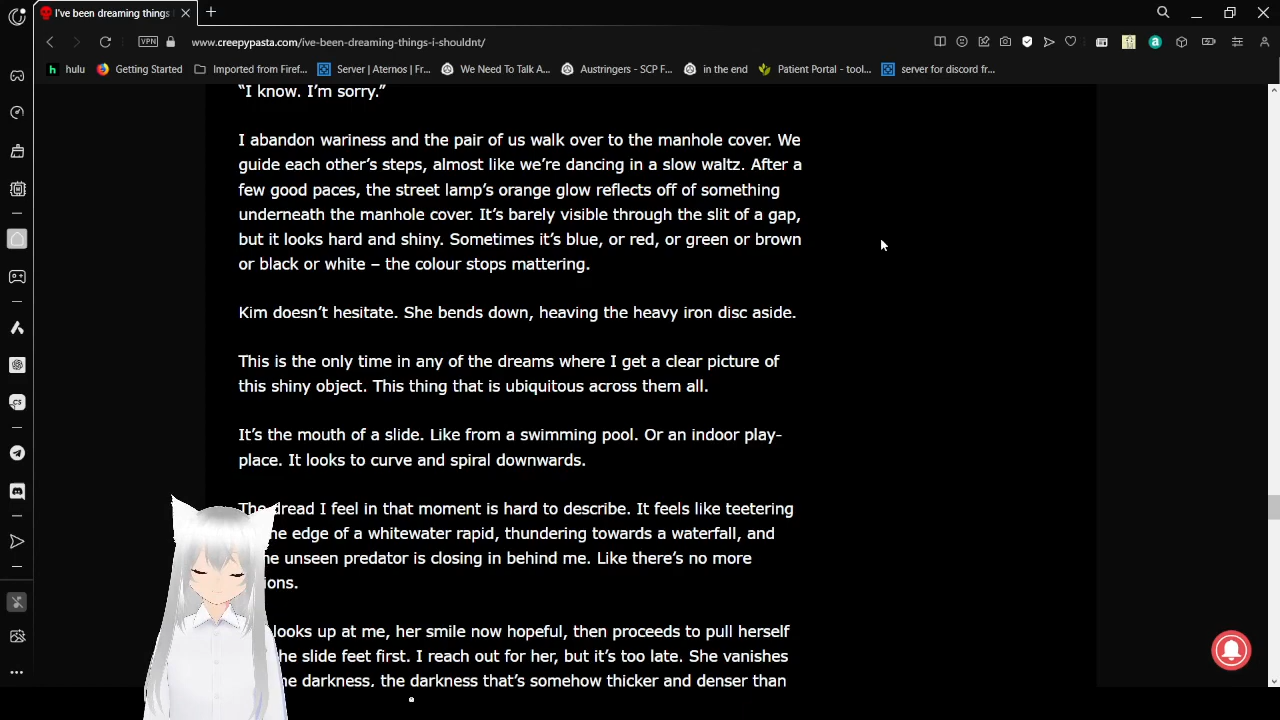 I've been dreaming things I
www.creepypasta.com/ive-been-dreaming-things-i-shouldnt/
VPN
hulu
Getting Started
Imported from Firef...
Server | Aternos | Fr...
We Need To Talk A...
Austringers - SCP F...
in the end
Patient Portal - tool...
server for discord fr...
“I know. I’m sorry.”
I abandon wariness and the pair of us walk over to the manhole cover. We
guide each other’s steps, almost like we’re dancing in a slow waltz. After a
few good paces, the street lamp’s orange glow reflects off of something
underneath the manhole cover. It’s barely visible through the slit of a gap,
but it looks hard and shiny. Sometimes it’s blue, or red, or green or brown
or black or white – the colour stops mattering.
Kim doesn’t hesitate. She bends down, heaving the heavy iron disc aside.
This is the only time in any of the dreams where I get a clear picture of
this shiny object. This thing that is ubiquitous across them all.
It’s the mouth of a slide. Like from a swimming pool. Or an indoor play-
place. It looks to curve and spiral downwards.
The dread I feel in that moment is hard to describe. It feels like teetering
edge of a whitewater rapid, thundering towards a waterfall, and
unseen predator is closing in behind me. Like there’s no more
looks up at me, her smile now hopeful, then proceeds to pull herself
slide feet first. I reach out for her, but it’s too late. She vanishes
darkness, the darkness that’s somehow thicker and denser than